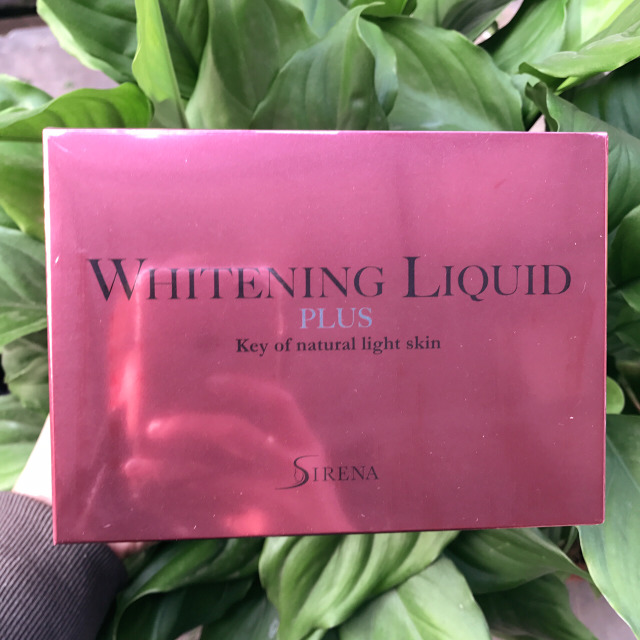 WHITENING LIQUID
PLUS
Key of natural light skin
SIRENA